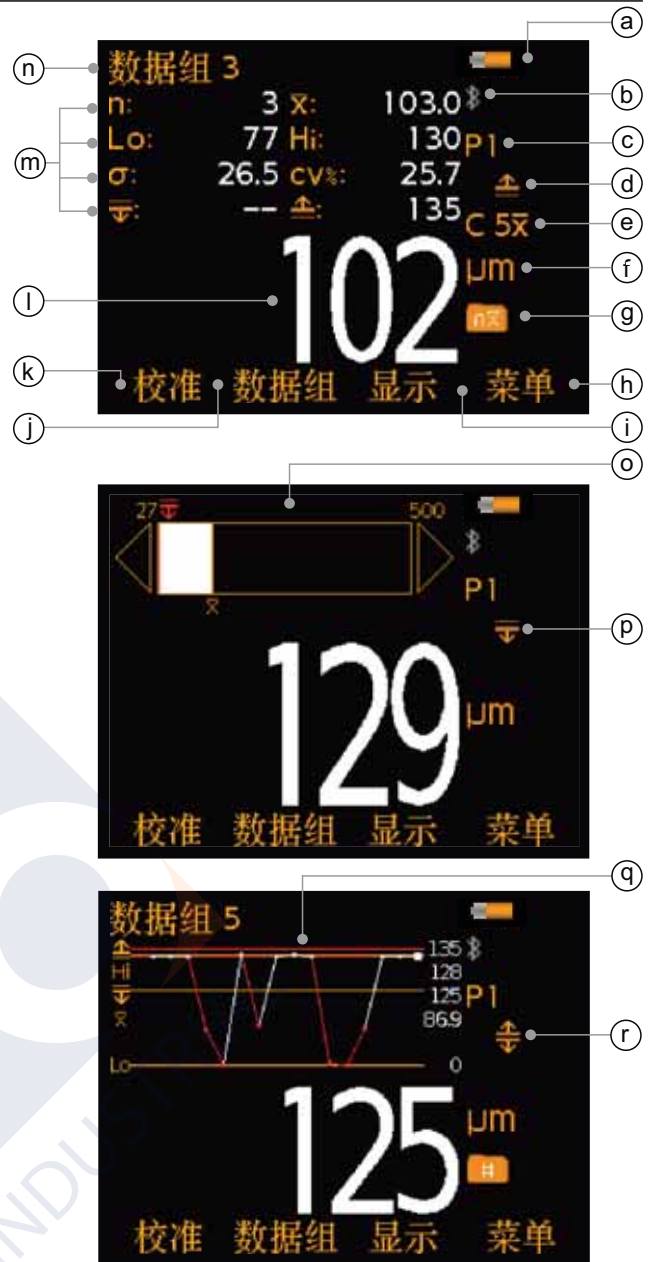 a
n 数据组 3
n: 3 x̅: 103.0 b
Lo: 77 Hi: 130 P1 c
m σ: 26.5 cv%: 25.7 d
: -- : 135 C 5x̅ e
l 102 µm f
nx̅ g
k 校准 数据组 显示 菜单 h
j i
o
27 500
P1
x̅
p
129 µm
校准 数据组 显示 菜单
q
数据组 5
135
Hi 128
125 P1
x̅ 86.9
r
Lo 0
125 µm
#
校准 数据组 显示 菜单
INDUSTR